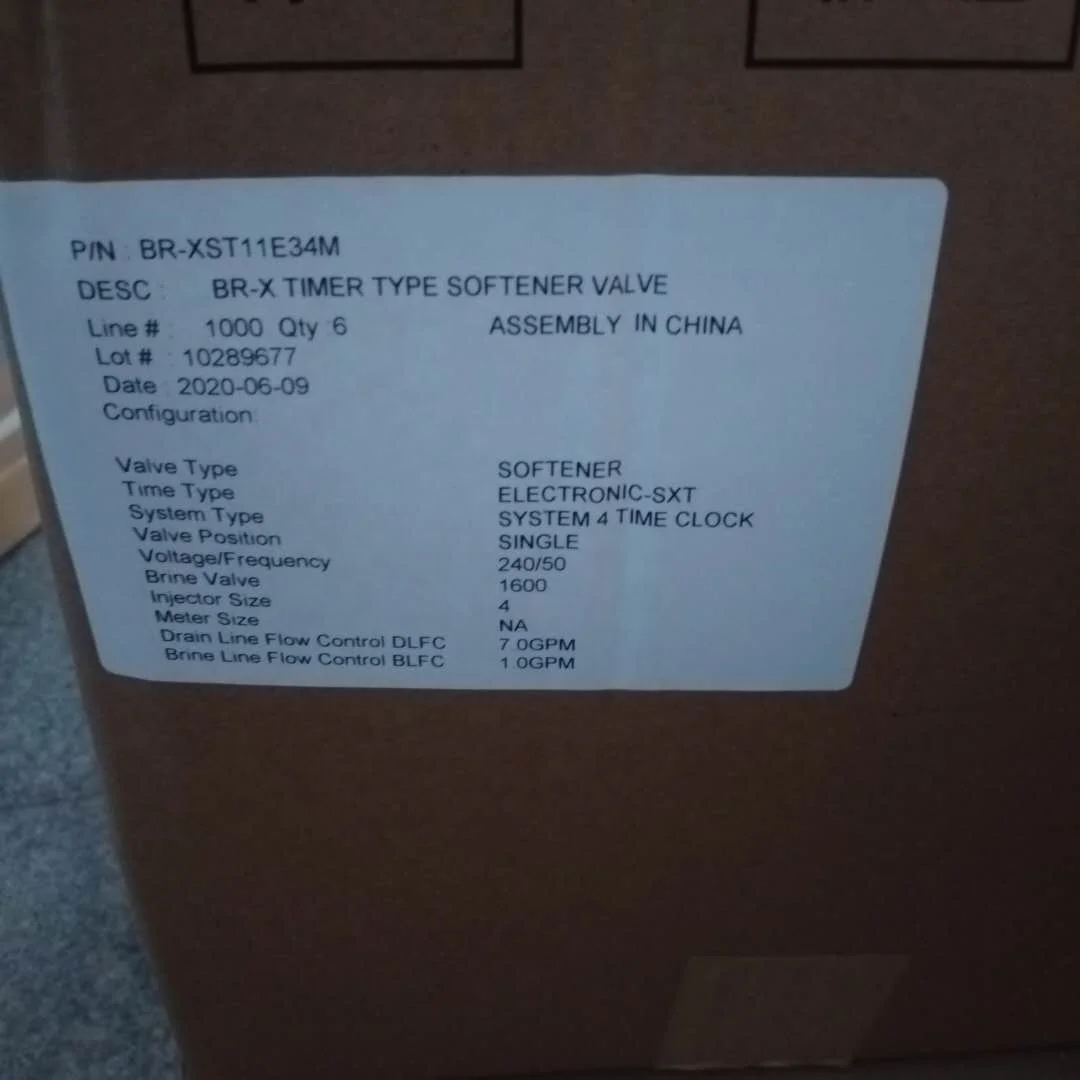 P/N : BR-XST11E34M
DESC : BR-X TIMER TYPE SOFTENER VALVE
Line # : 1000 Qty :6 ASSEMBLY IN CHINA
Lot # : 10289677
Date : 2020-06-09
Configuration:
Valve Type SOFTENER
Time Type ELECTRONIC-SXT
System Type SYSTEM 4 TIME CLOCK
Valve Position SINGLE
Voltage/Frequency 240/50
Brine Valve 1600
Injector Size 4
Meter Size NA
Drain Line Flow Control DLFC 7.0GPM
Brine Line Flow Control BLFC 1.0GPM